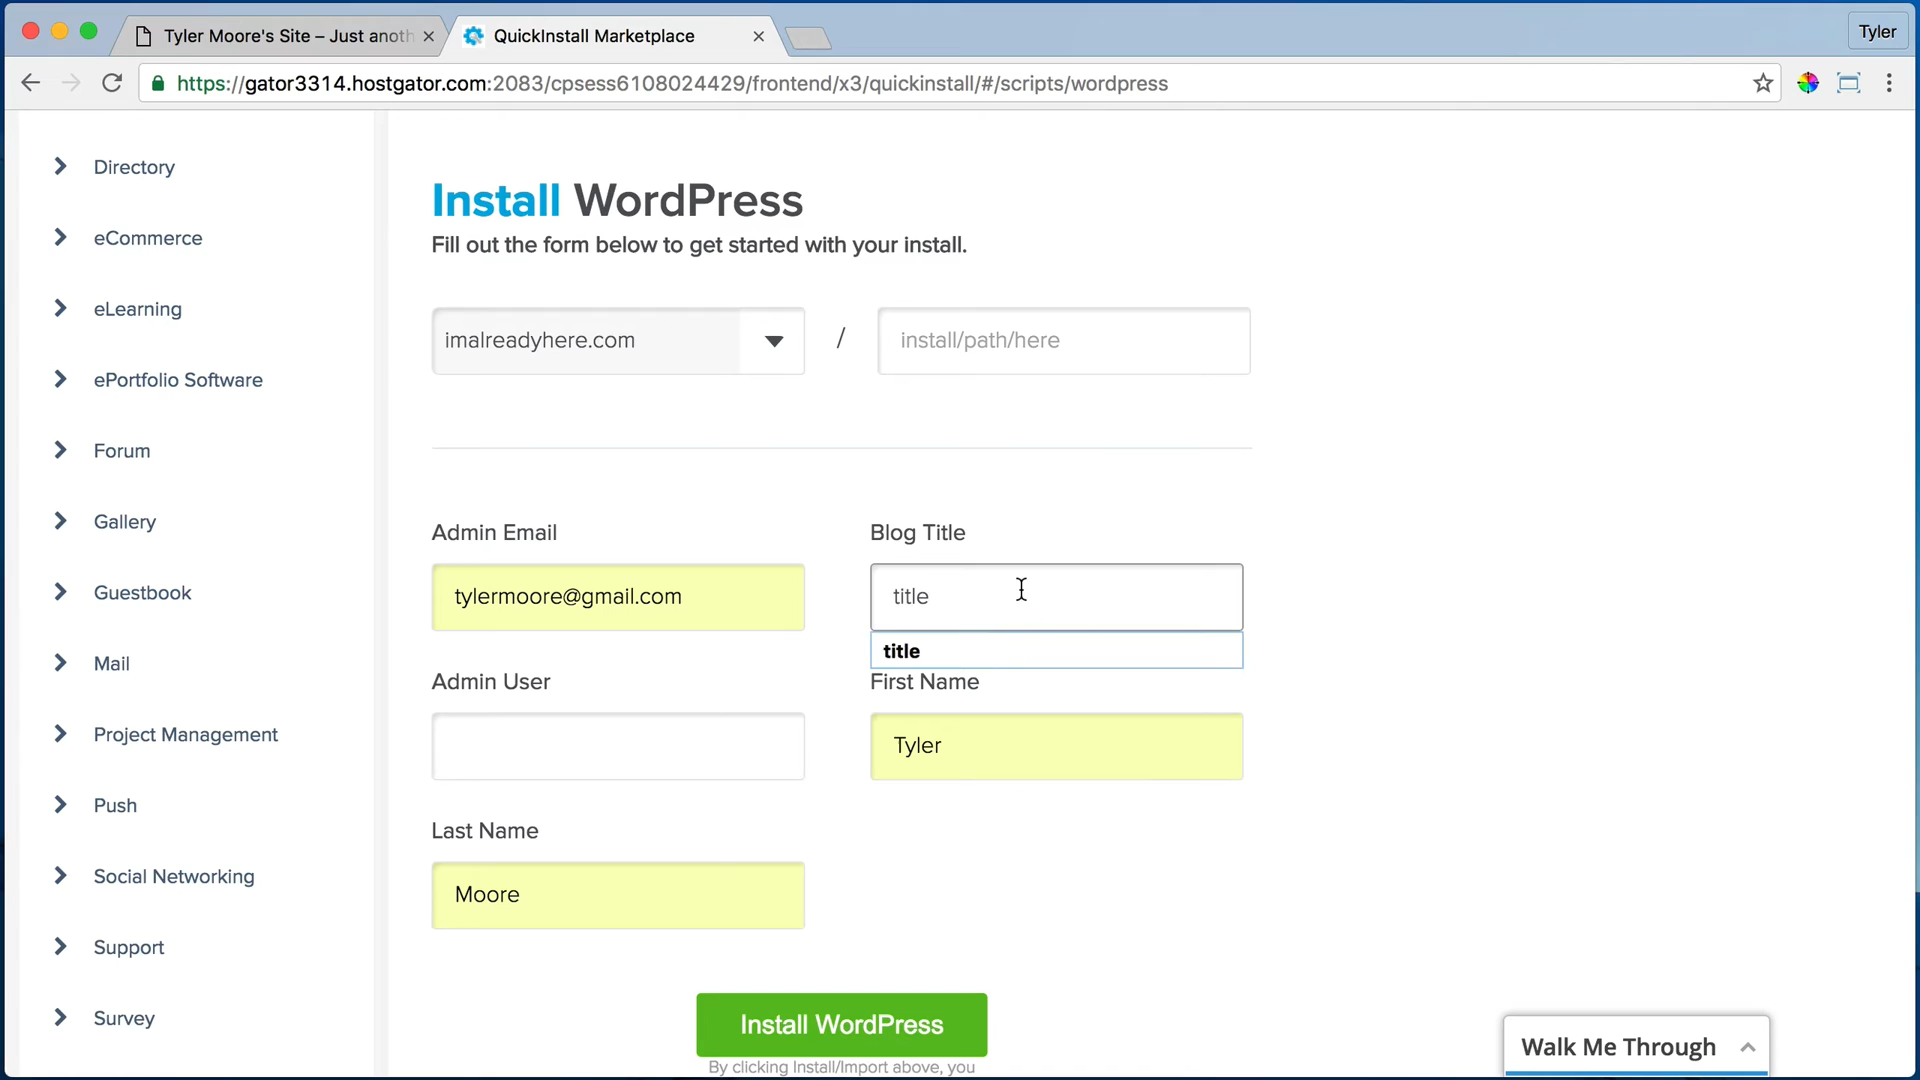 Tyler Moore's Site – Just anoth
QuickInstall Marketplace
Tyler
https://gator3314.hostgator.com:2083/cpsess6108024429/frontend/x3/quickinstall/#/scripts/wordpress
Directory
eCommerce
eLearning
ePortfolio Software
Forum
Gallery
Guestbook
Mail
Project Management
Push
Social Networking
Support
Survey
Install WordPress
Fill out the form below to get started with your install.
imalreadyhere.com / install/path/here
Admin Email
Blog Title
tylermoore@gmail.com
title
title
Admin User
First Name
Tyler
Last Name
Moore
Install WordPress
By clicking Install/Import above, you
Walk Me Through